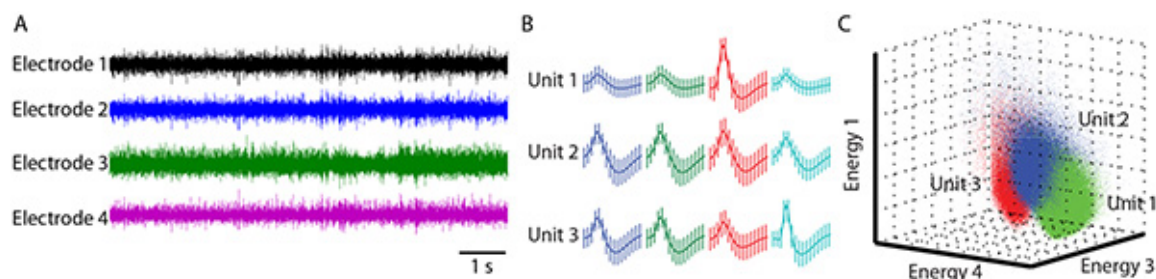 A
Electrode 1
Electrode 2
Electrode 3
Electrode 4
1 s
B
Unit 1
Unit 2
Unit 3
C
Energy 1
Unit 2
Unit 3
Unit 1
Energy 4
Energy 3